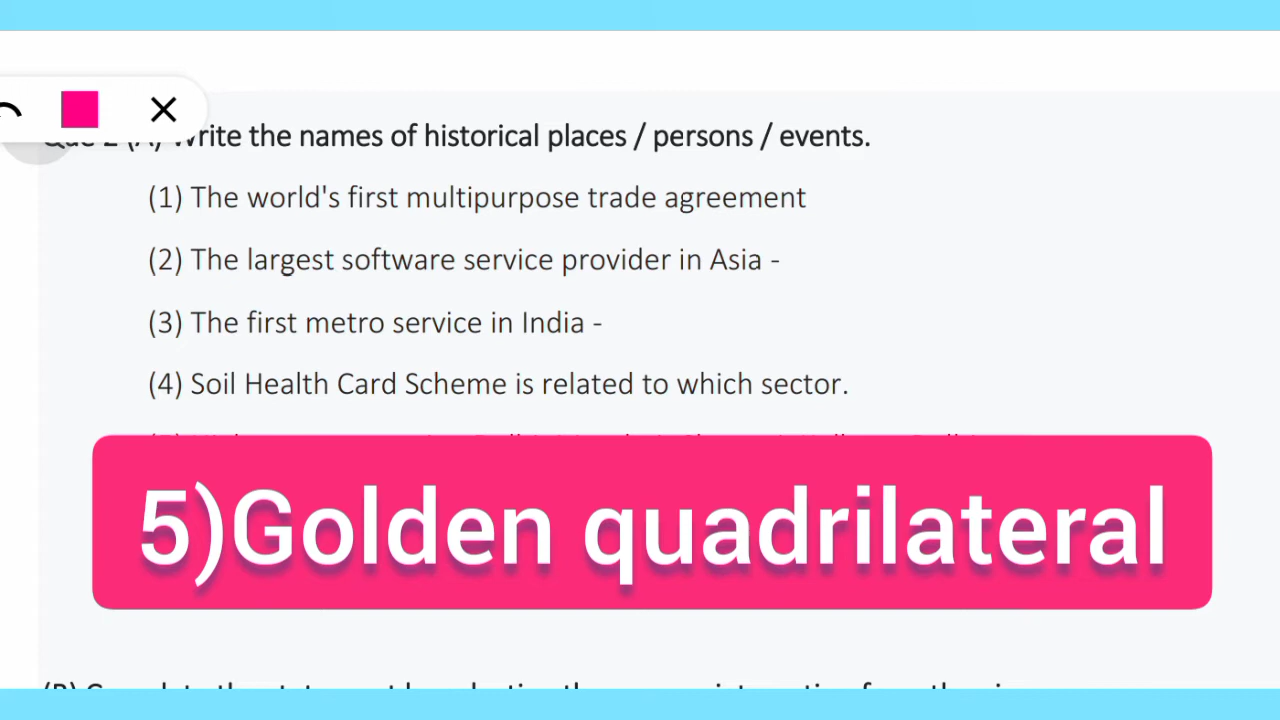 (A) Write the names of historical places / persons / events.
(1) The world's first multipurpose trade agreement
(2) The largest software service provider in Asia -
(3) The first metro service in India -
(4) Soil Health Card Scheme is related to which sector.
5)Golden quadrilateral